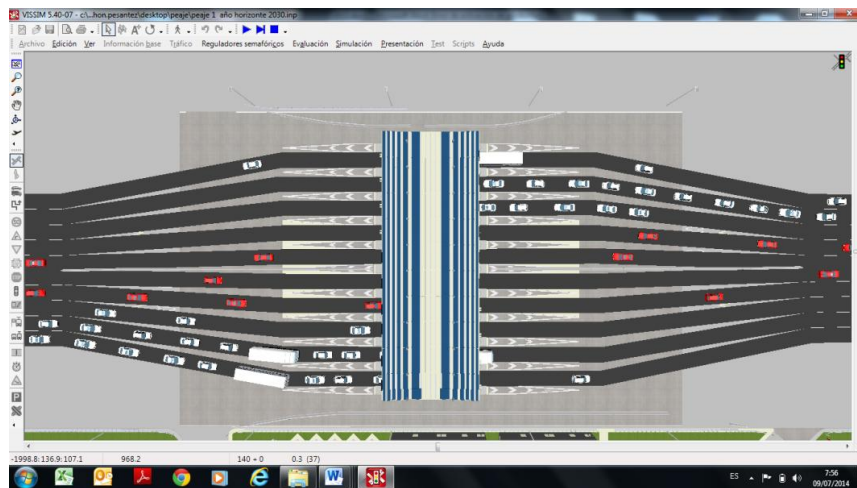 VISSIM 5.40-07 - c:\...hon.pesantez\desktop\peaje\peaje 1 año horizonte 2030.inp
Archivo Edición Ver Información base Tráfico Reguladores semafóricos Evaluación Simulación Presentación Test Scripts Ayuda
-1998.8:136.9:107.1 968.2 140 + 0 0.3 (37)
ES 7:56
09/07/2014